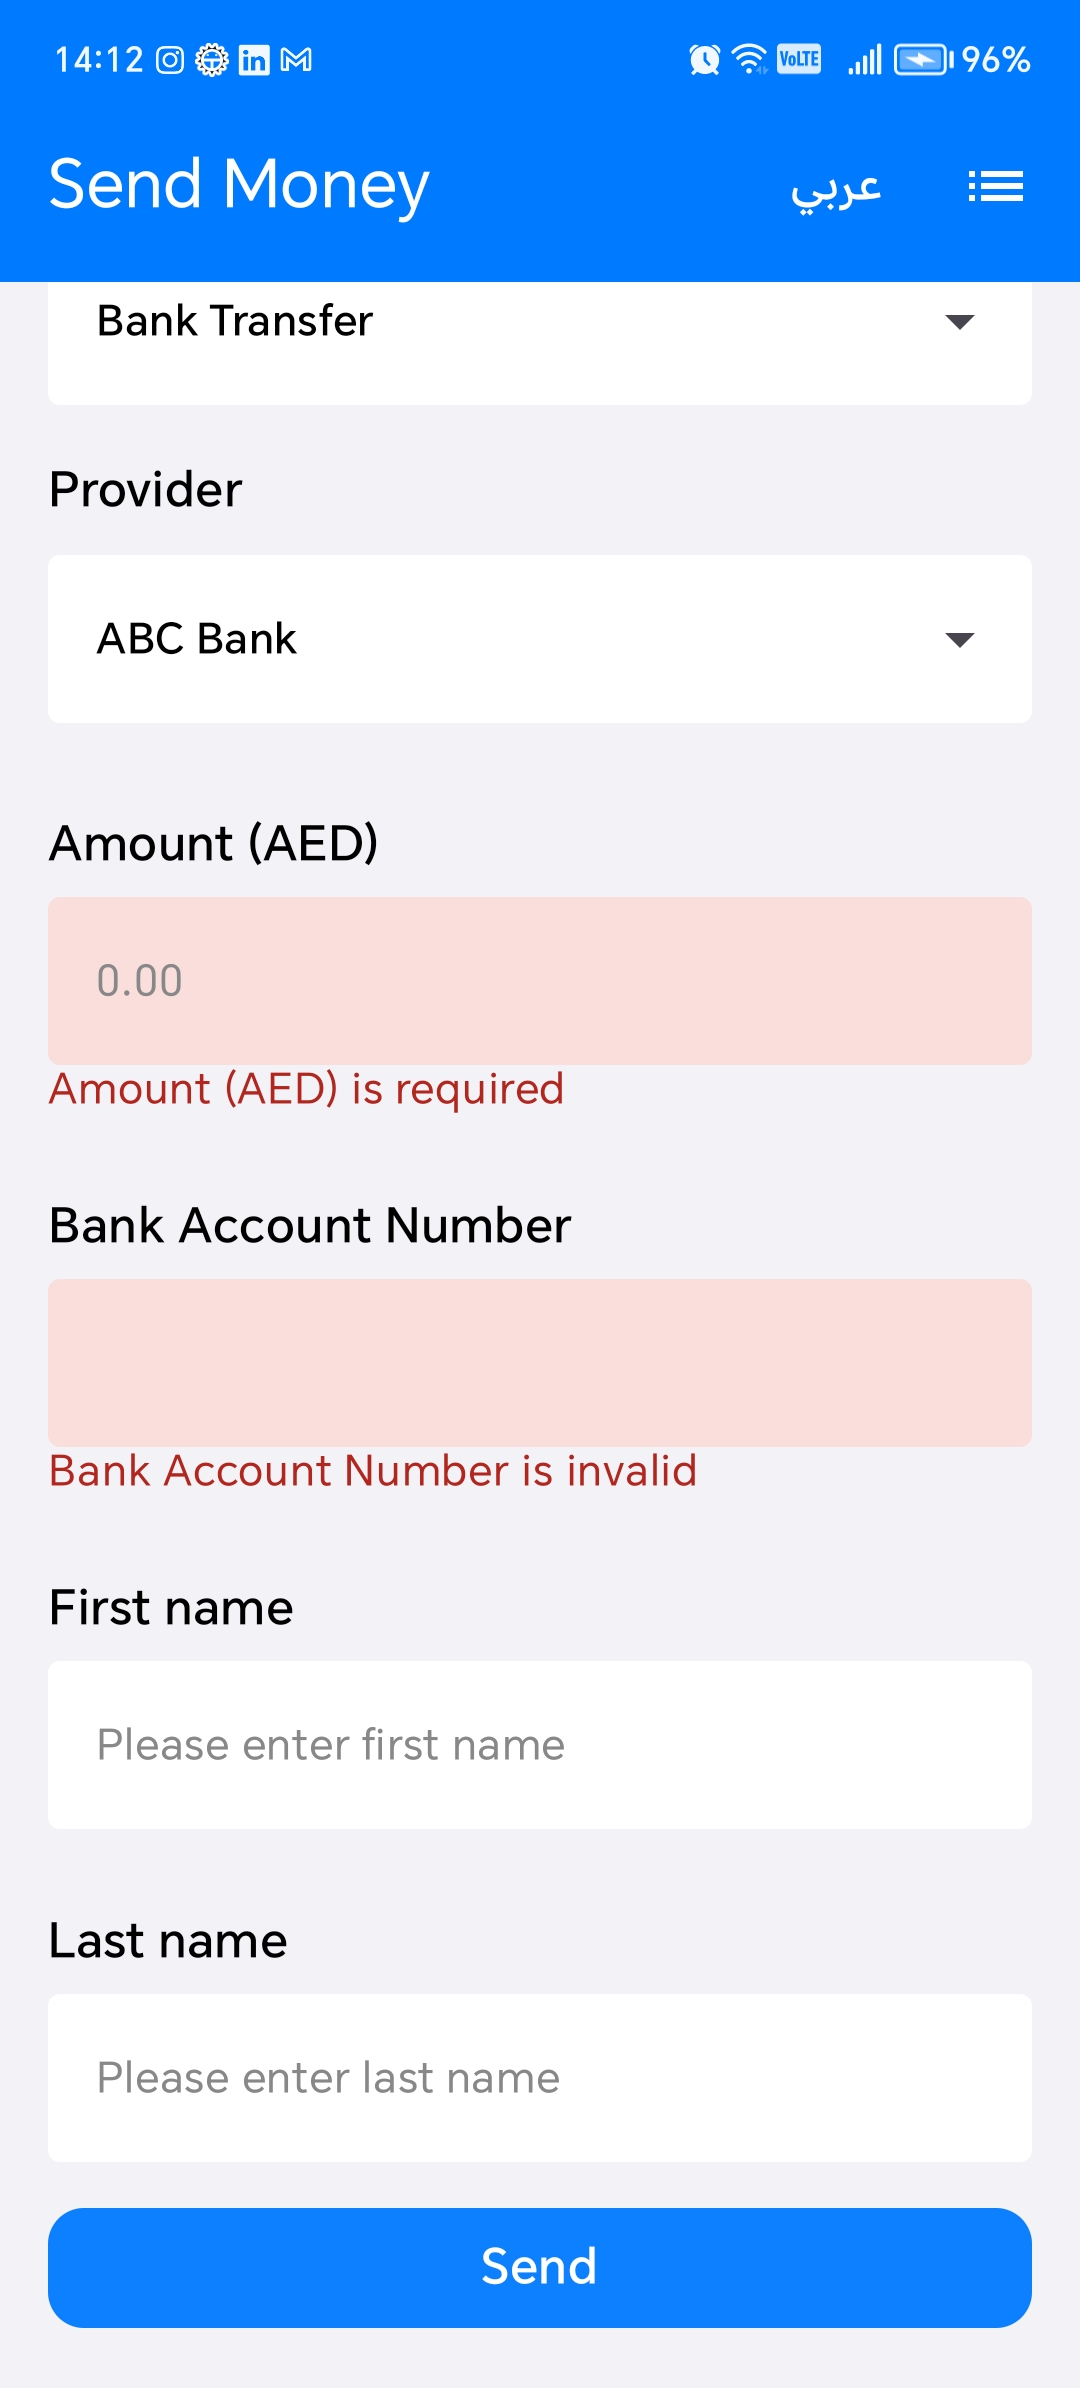 14:12
VoLTE
96%
Send Money
عربي
Bank Transfer
Provider
ABC Bank
Amount (AED)
0.00
Amount (AED) is required
Bank Account Number
Bank Account Number is invalid
First name
Please enter first name
Last name
Please enter last name
Send